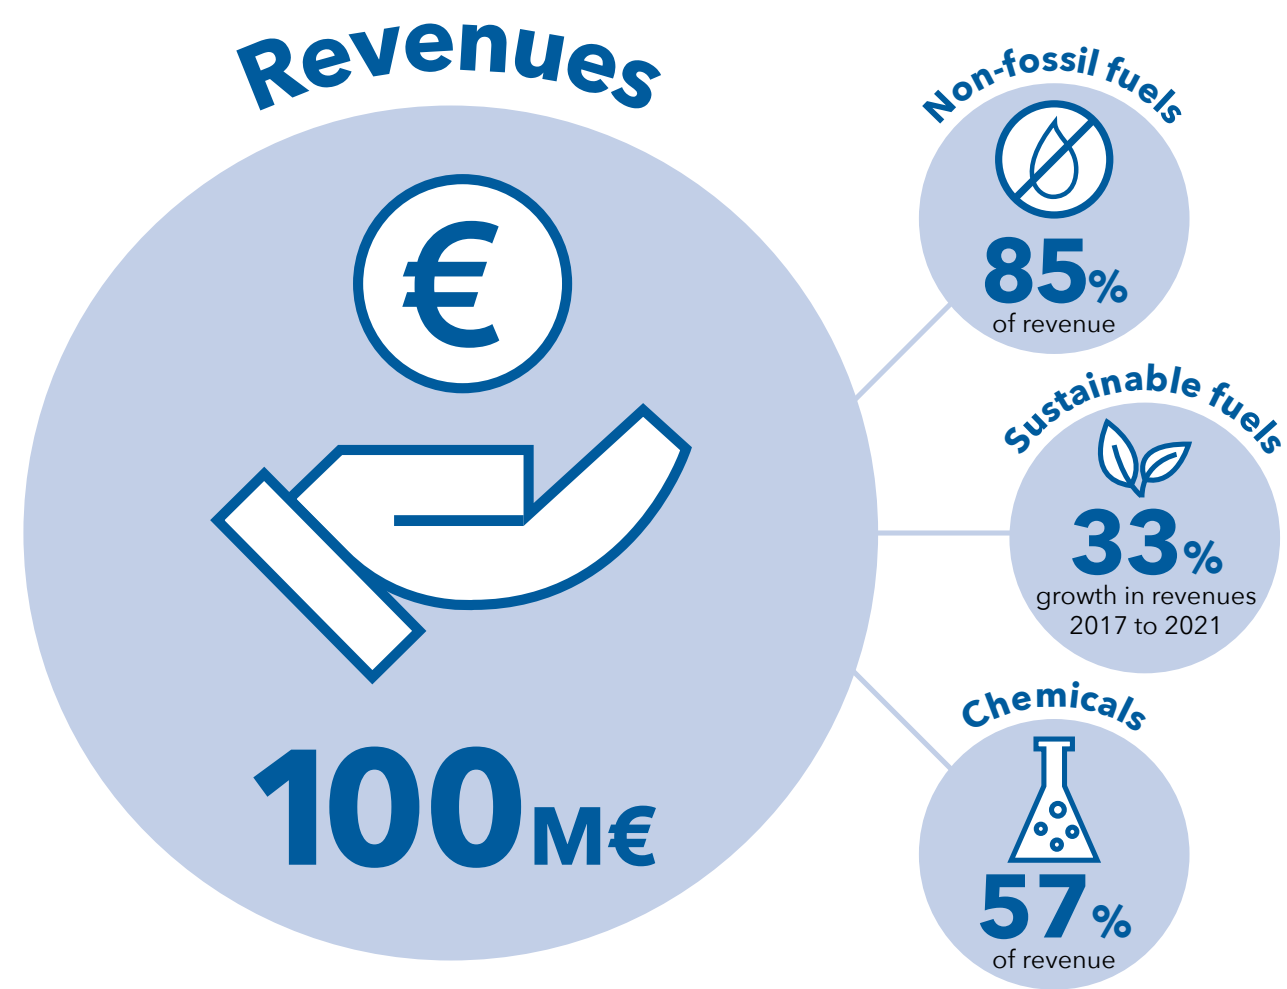 Revenues
€
100M€
Non-fossil fuels
85%
of revenue
Sustainable fuels
33%
growth in revenues
2017 to 2021
Chemicals
57%
of revenue